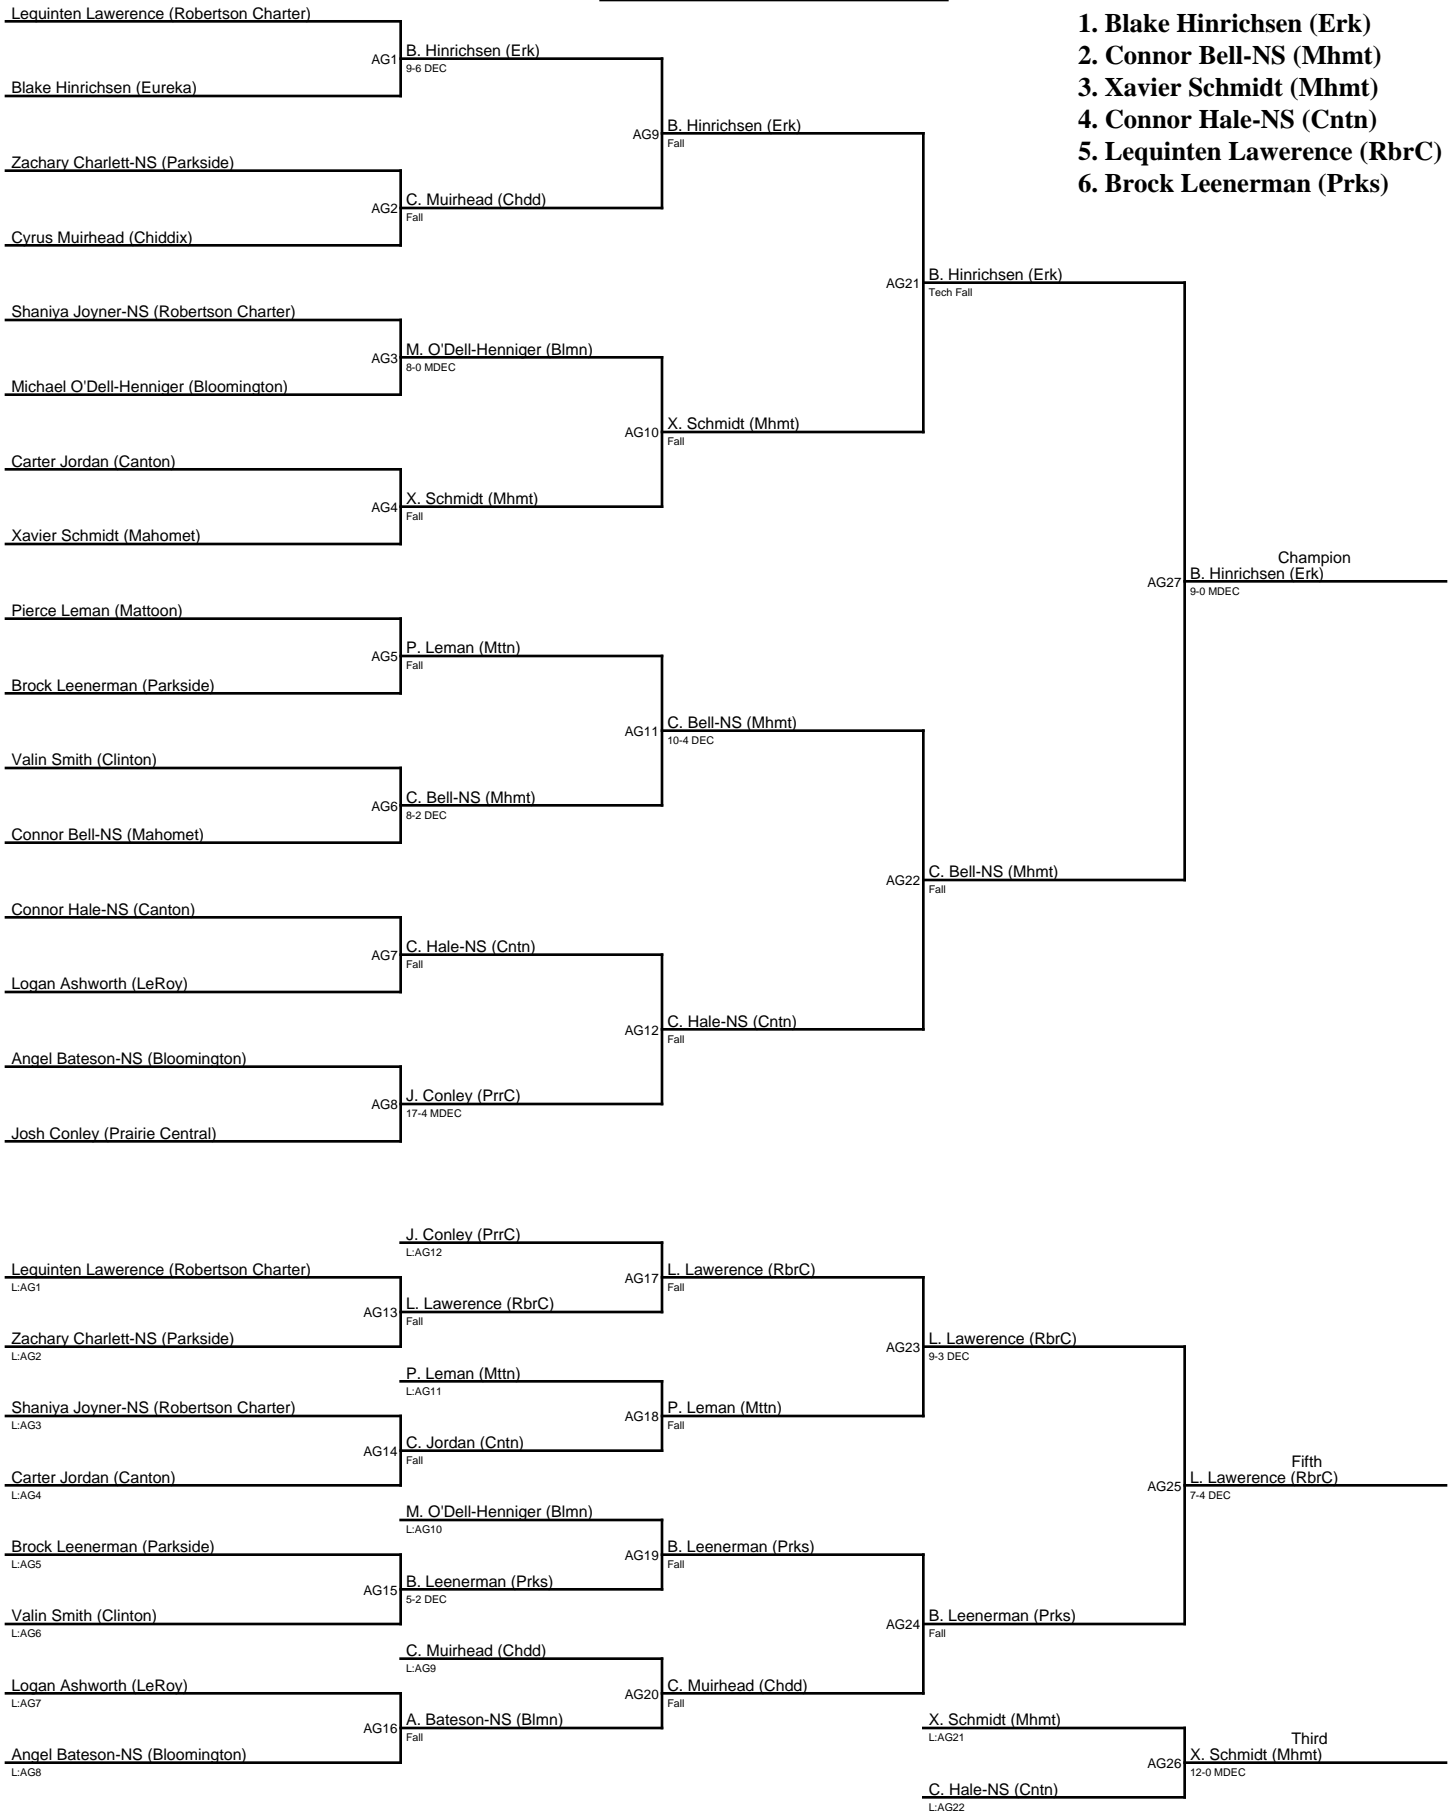 1. Blake Hinrichsen (Erk)
2. Connor Bell-NS (Mhmt)
3. Xavier Schmidt (Mhmt)
4. Connor Hale-NS (Cntn)
5. Lequinten Lawerence (RbrC)
6. Brock Leenerman (Prks)
Lequinten Lawerence (Robertson Charter)
AG1
Blake Hinrichsen (Eureka)
Zachary Charlett-NS (Parkside)
AG2
Cyrus Muirhead (Chiddix)
Shaniya Joyner-NS (Robertson Charter)
AG3
Michael O'Dell-Henniger (Bloomington)
Carter Jordan (Canton)
AG4
Xavier Schmidt (Mahomet)
Pierce Leman (Mattoon)
AG5
Brock Leenerman (Parkside)
Valin Smith (Clinton)
AG6
Connor Bell-NS (Mahomet)
Connor Hale-NS (Canton)
AG7
Logan Ashworth (LeRoy)
Angel Bateson-NS (Bloomington)
AG8
Josh Conley (Prairie Central)
B. Hinrichsen (Erk)
9-6 DEC
AG9
C. Muirhead (Chdd)
Fall
M. O'Dell-Henniger (Blmn)
8-0 MDEC
AG10
X. Schmidt (Mhmt)
Fall
P. Leman (Mttn)
Fall
AG11
C. Bell-NS (Mhmt)
8-2 DEC
C. Hale-NS (Cntn)
Fall
AG12
J. Conley (PrrC)
17-4 MDEC
B. Hinrichsen (Erk)
Fall
AG21
X. Schmidt (Mhmt)
Fall
C. Bell-NS (Mhmt)
10-4 DEC
AG22
C. Hale-NS (Cntn)
Fall
B. Hinrichsen (Erk)
Tech Fall
AG27
C. Bell-NS (Mhmt)
Fall
Champion
B. Hinrichsen (Erk)
9-0 MDEC
Lequinten Lawerence (Robertson Charter)
L:AG1
AG13
Zachary Charlett-NS (Parkside)
L:AG2
Shaniya Joyner-NS (Robertson Charter)
L:AG3
AG14
Carter Jordan (Canton)
L:AG4
Brock Leenerman (Parkside)
L:AG5
AG15
Valin Smith (Clinton)
L:AG6
Logan Ashworth (LeRoy)
L:AG7
AG16
Angel Bateson-NS (Bloomington)
L:AG8
J. Conley (PrrC)
L:AG12
AG17
L. Lawerence (RbrC)
Fall
P. Leman (Mttn)
L:AG11
AG18
C. Jordan (Cntn)
Fall
M. O'Dell-Henniger (Blmn)
L:AG10
AG19
B. Leenerman (Prks)
5-2 DEC
C. Muirhead (Chdd)
L:AG9
AG20
A. Bateson-NS (Blmn)
Fall
L. Lawerence (RbrC)
Fall
AG23
P. Leman (Mttn)
Fall
B. Leenerman (Prks)
Fall
AG24
C. Muirhead (Chdd)
Fall
L. Lawerence (RbrC)
9-3 DEC
AG25
B. Leenerman (Prks)
Fall
Fifth
L. Lawerence (RbrC)
7-4 DEC
X. Schmidt (Mhmt)
L:AG21
AG26
C. Hale-NS (Cntn)
L:AG22
Third
X. Schmidt (Mhmt)
12-0 MDEC